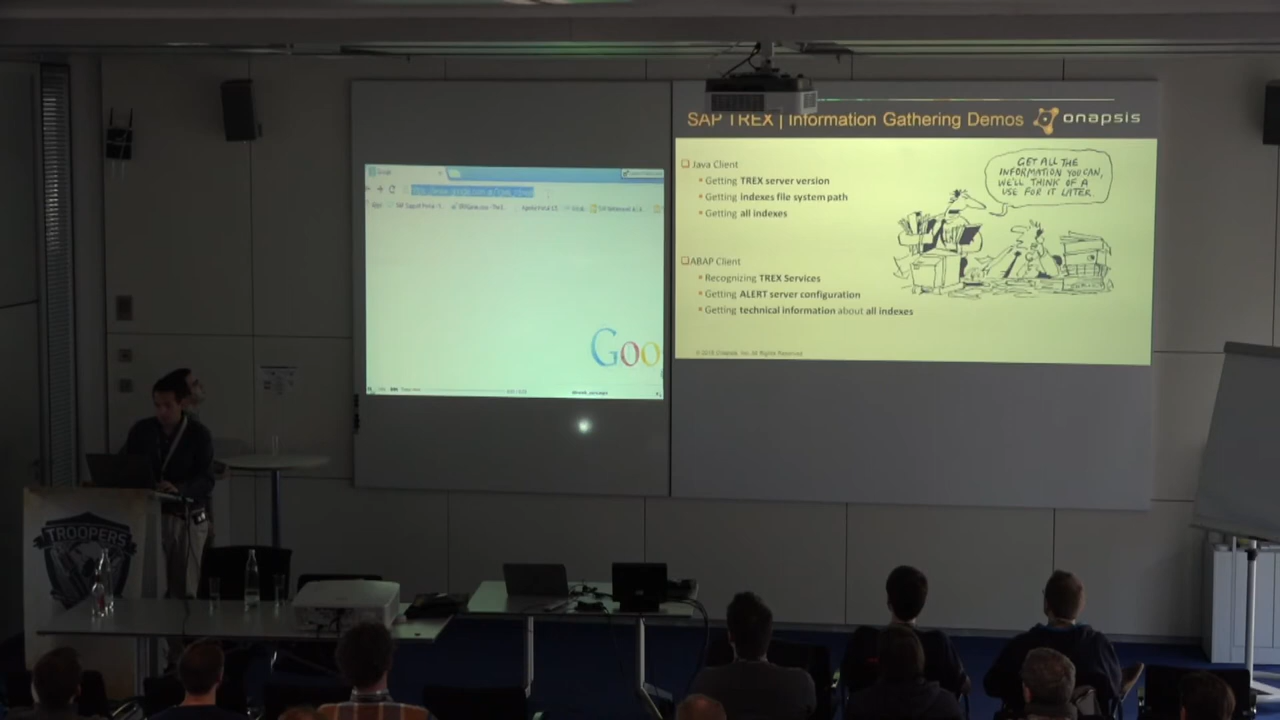 SAP TREX | Information Gathering Demos
onapsis
Java Client
Getting TREX server version
Getting indexes file system path
Getting all indexes
GET ALL THE
INFORMATION YOU CAN,
WE'LL THINK OF A
USE FOR IT LATER.
ABAP Client
Recognizing TREX Services
Getting ALERT server configuration
Getting technical information about all indexes
Goo
TROOPERS